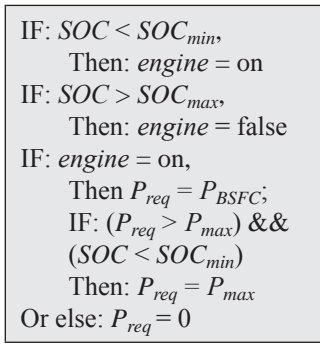 IF: SOC < SOCmin,
Then: engine = on
IF: SOC > SOCmax,
Then: engine = false
IF: engine = on,
Then Preq = PBSFC;
IF: (Preq > Pmax) &&
(SOC < SOCmin)
Then: Preq = Pmax
Or else: Preq = 0